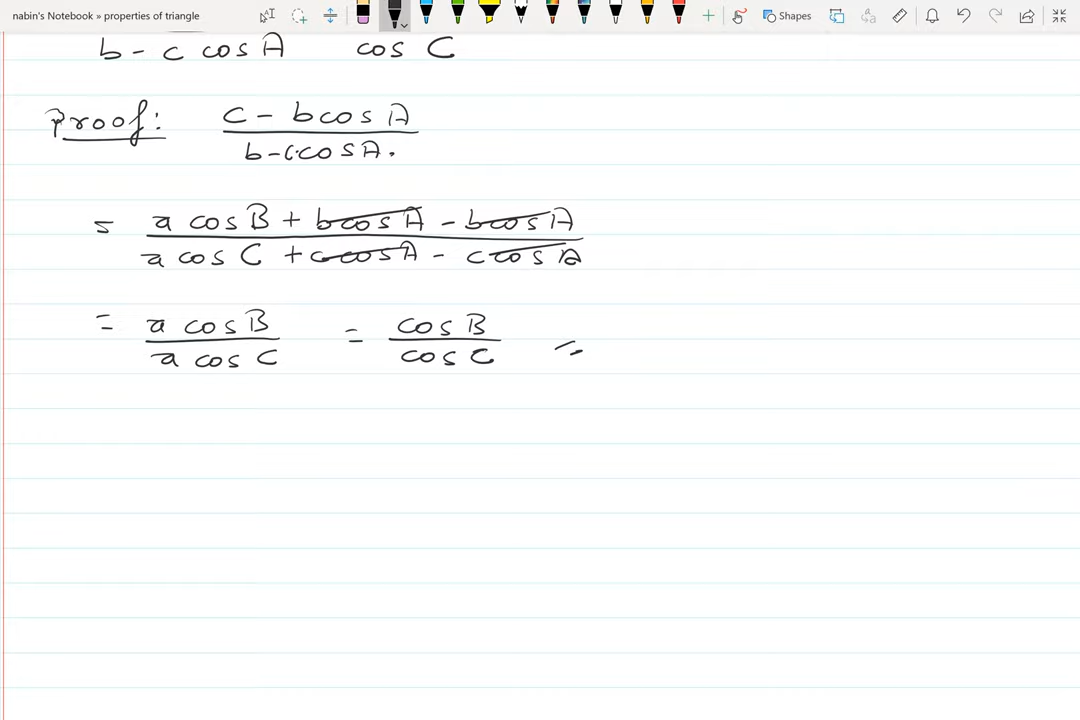 nabin's Notebook » properties of triangle
Shapes
b - c cos A cos C
Proof: c - b cos A
b - c.cos A.
= a cos B + b cos A - b cos A
a cos C + c cos A - c cos A
= a cos B = cos B =
a cos C cos C